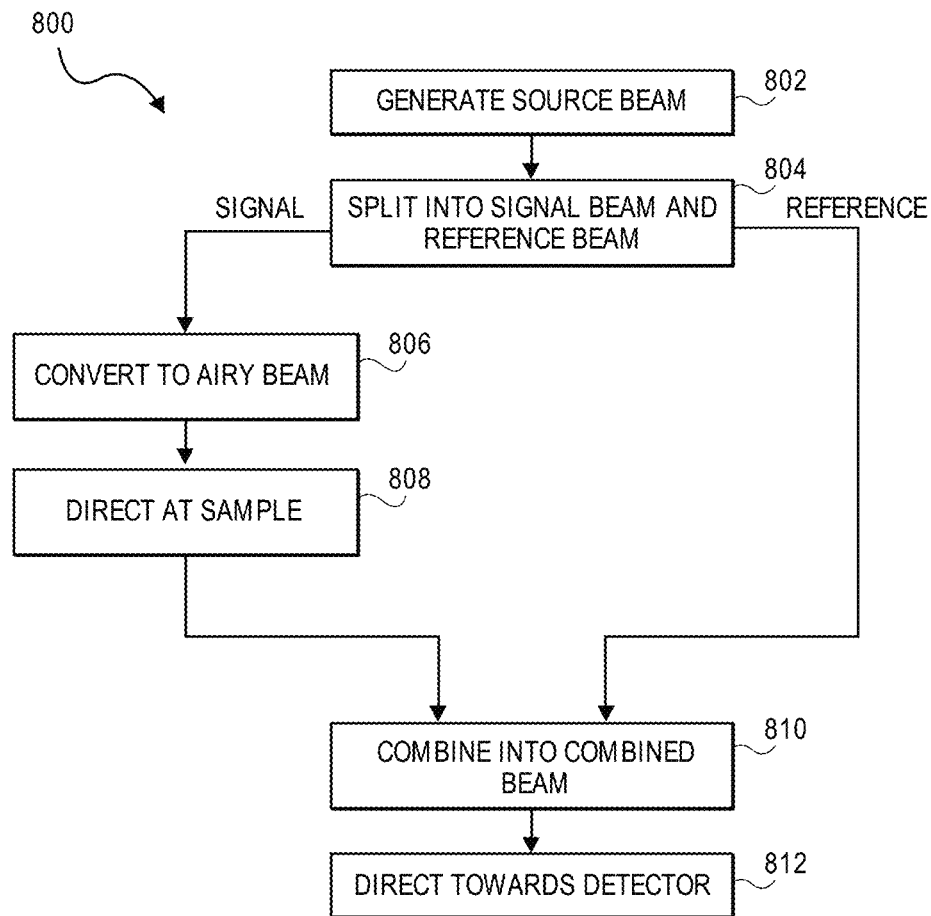 800
GENERATE SOURCE BEAM
802
SPLIT INTO SIGNAL BEAM AND
REFERENCE BEAM
804
SIGNAL
REFERENCE
CONVERT TO AIRY BEAM
806
DIRECT AT SAMPLE
808
COMBINE INTO COMBINED
BEAM
810
DIRECT TOWARDS DETECTOR
812